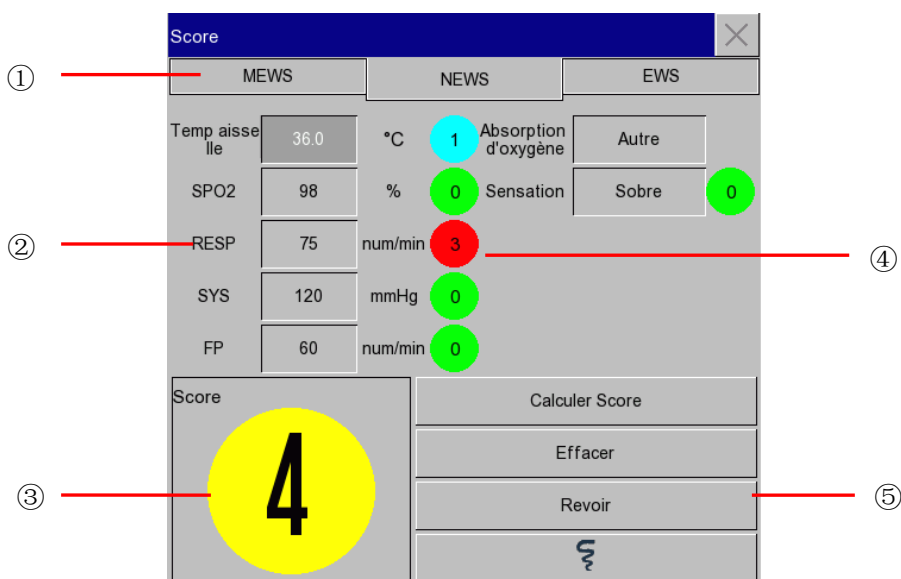 Score
① MEWS NEWS EWS
Temp aisse
lle 36.0 °C 1 Absorption
d'oxygène Autre
SPO2 98 % 0 Sensation Sobre 0
② RESP 75 num/min 3 ④
SYS 120 mmHg 0
FP 60 num/min 0
Score Calculer Score
4 Effacer
③ Revoir ⑤